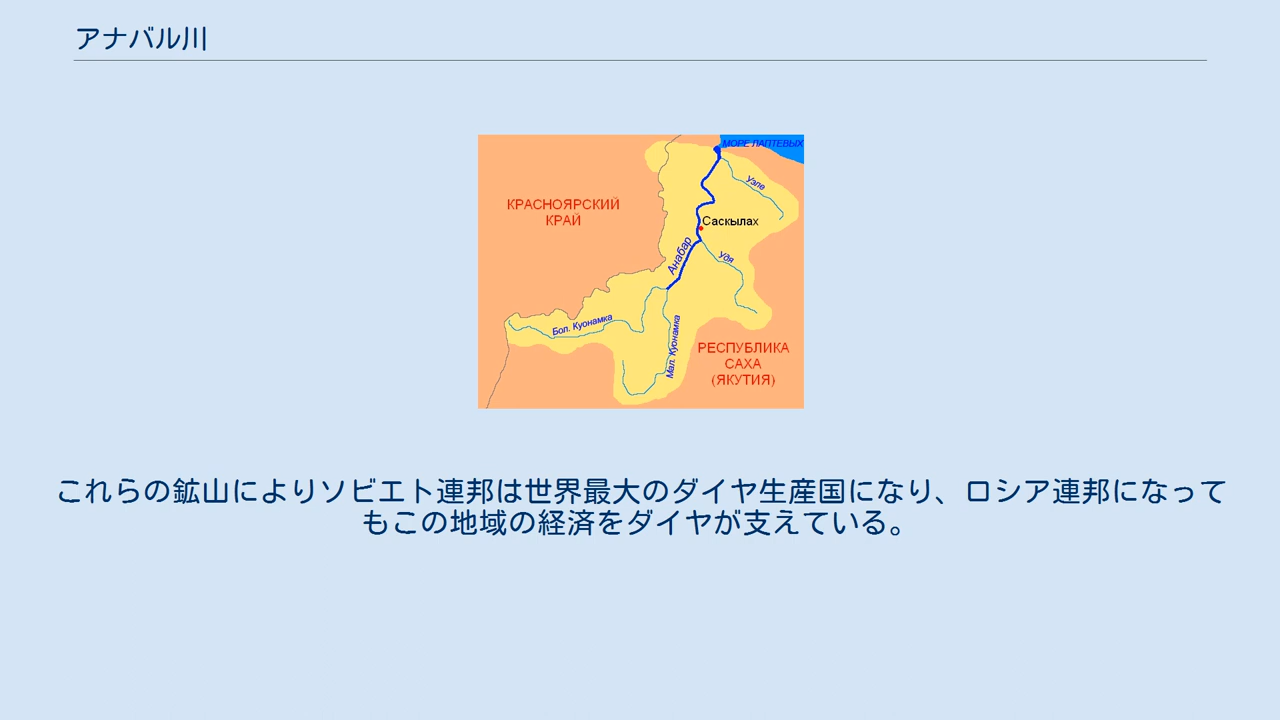 アナバル川
МОРЕ ЛАПТЕВЫХ
Уэле
КРАСНОЯРСКИЙ
КРАЙ
Саскылах
Анабар
Удя
Бол. Куонамка
Мал. Куонамка
РЕСПУБЛИКА
САХА
(ЯКУТИЯ)
これらの鉱山によりソビエト連邦は世界最大のダイヤ生産国になり、ロシア連邦になって
もこの地域の経済をダイヤが支えている。